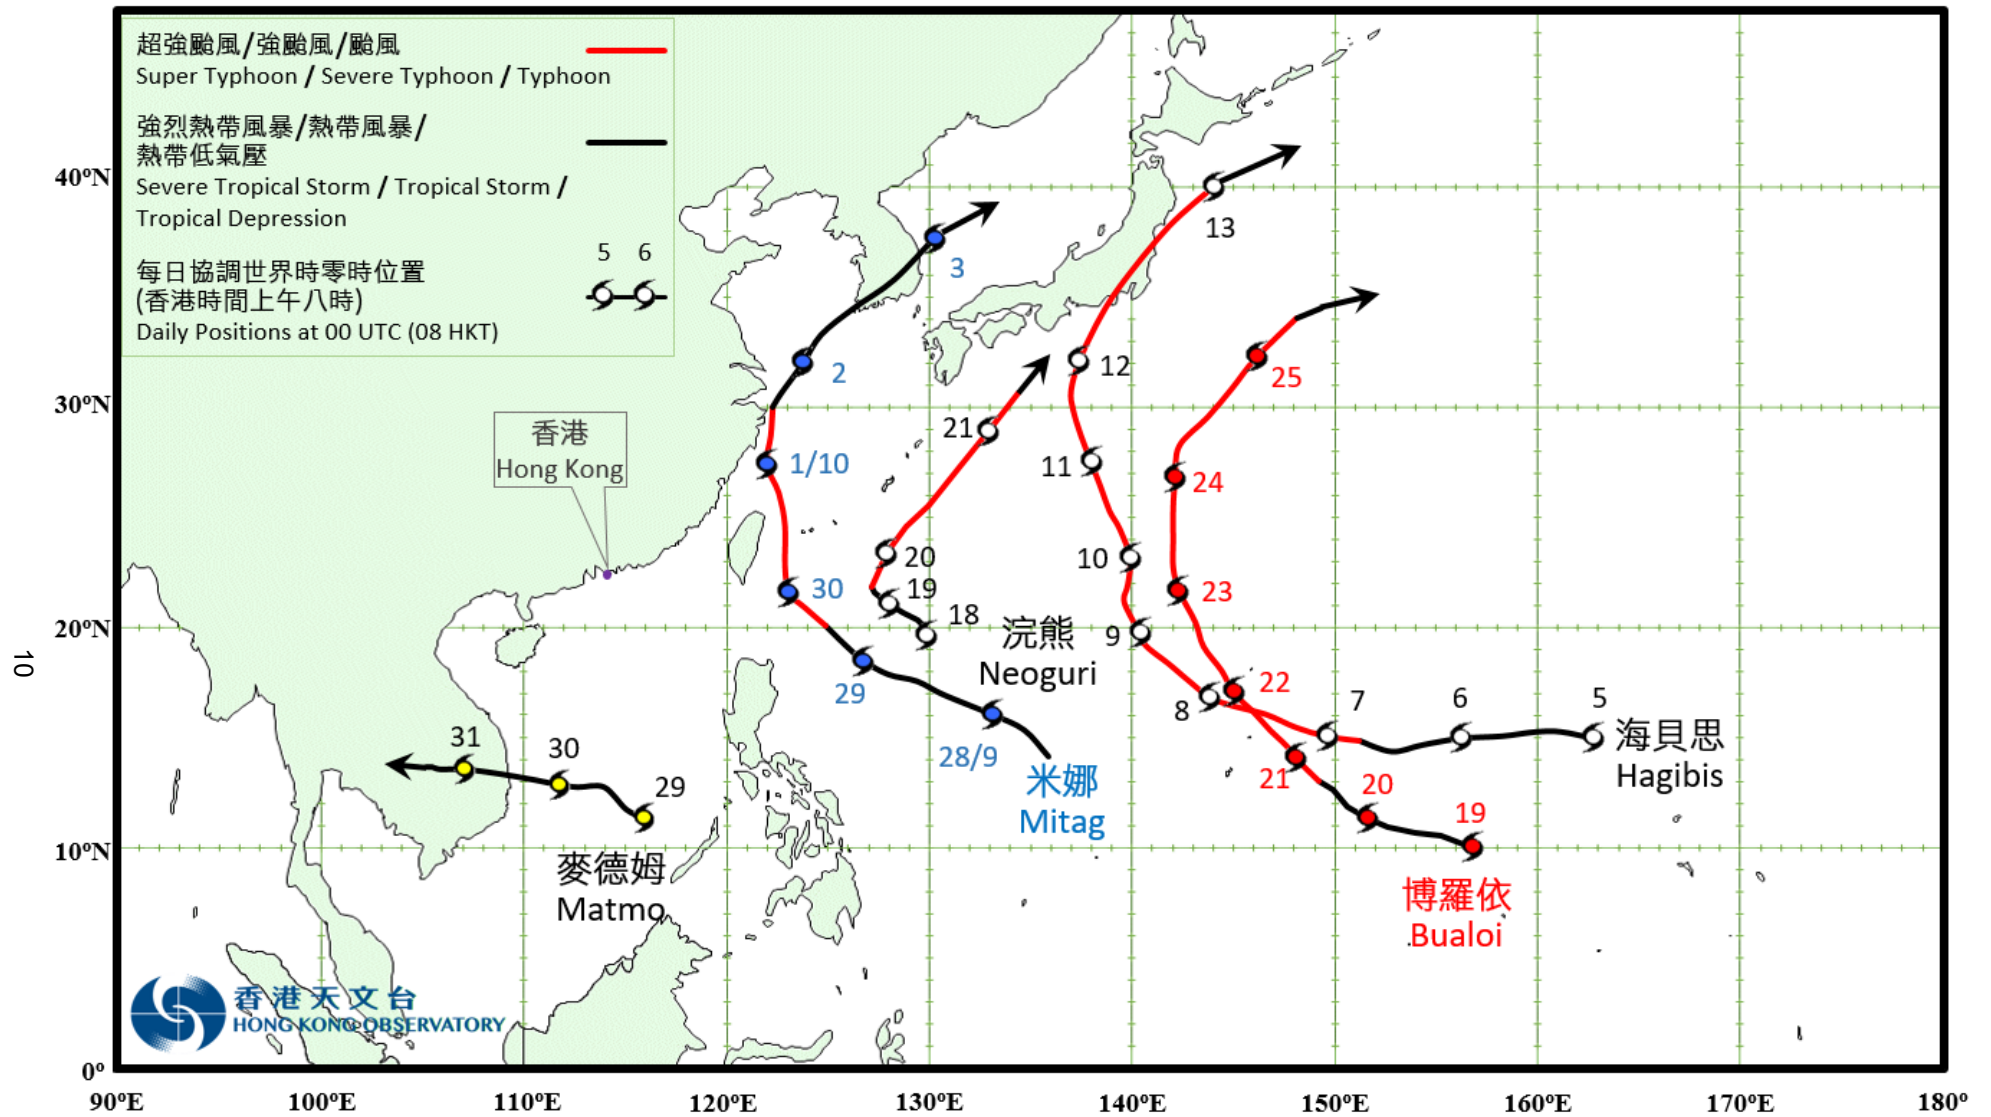 超強颱風/強颱風/颱風
Super Typhoon / Severe Typhoon / Typhoon
強烈熱帶風暴/熱帶風暴/
熱帶低氣壓
Severe Tropical Storm / Tropical Storm /
Tropical Depression
5 6
每日協調世界時零時位置
(香港時間上午八時)
Daily Positions at 00 UTC (08 HKT)
香港
Hong Kong
40°N
30°N
20°N
10°N
0°
10
13
3
2
12
25
21
1/10
11
24
20
10
30
19
23
18
9
浣熊
Neoguri
29
22
8
7
6
5
海貝思
Hagibis
28/9
米娜
Mitag
21
20
19
博羅依
Bualoi
31
30
29
麥德姆
Matmo
香港天文台
HONG KONG OBSERVATORY
90°E 100°E 110°E 120°E 130°E 140°E 150°E 160°E 170°E 180°